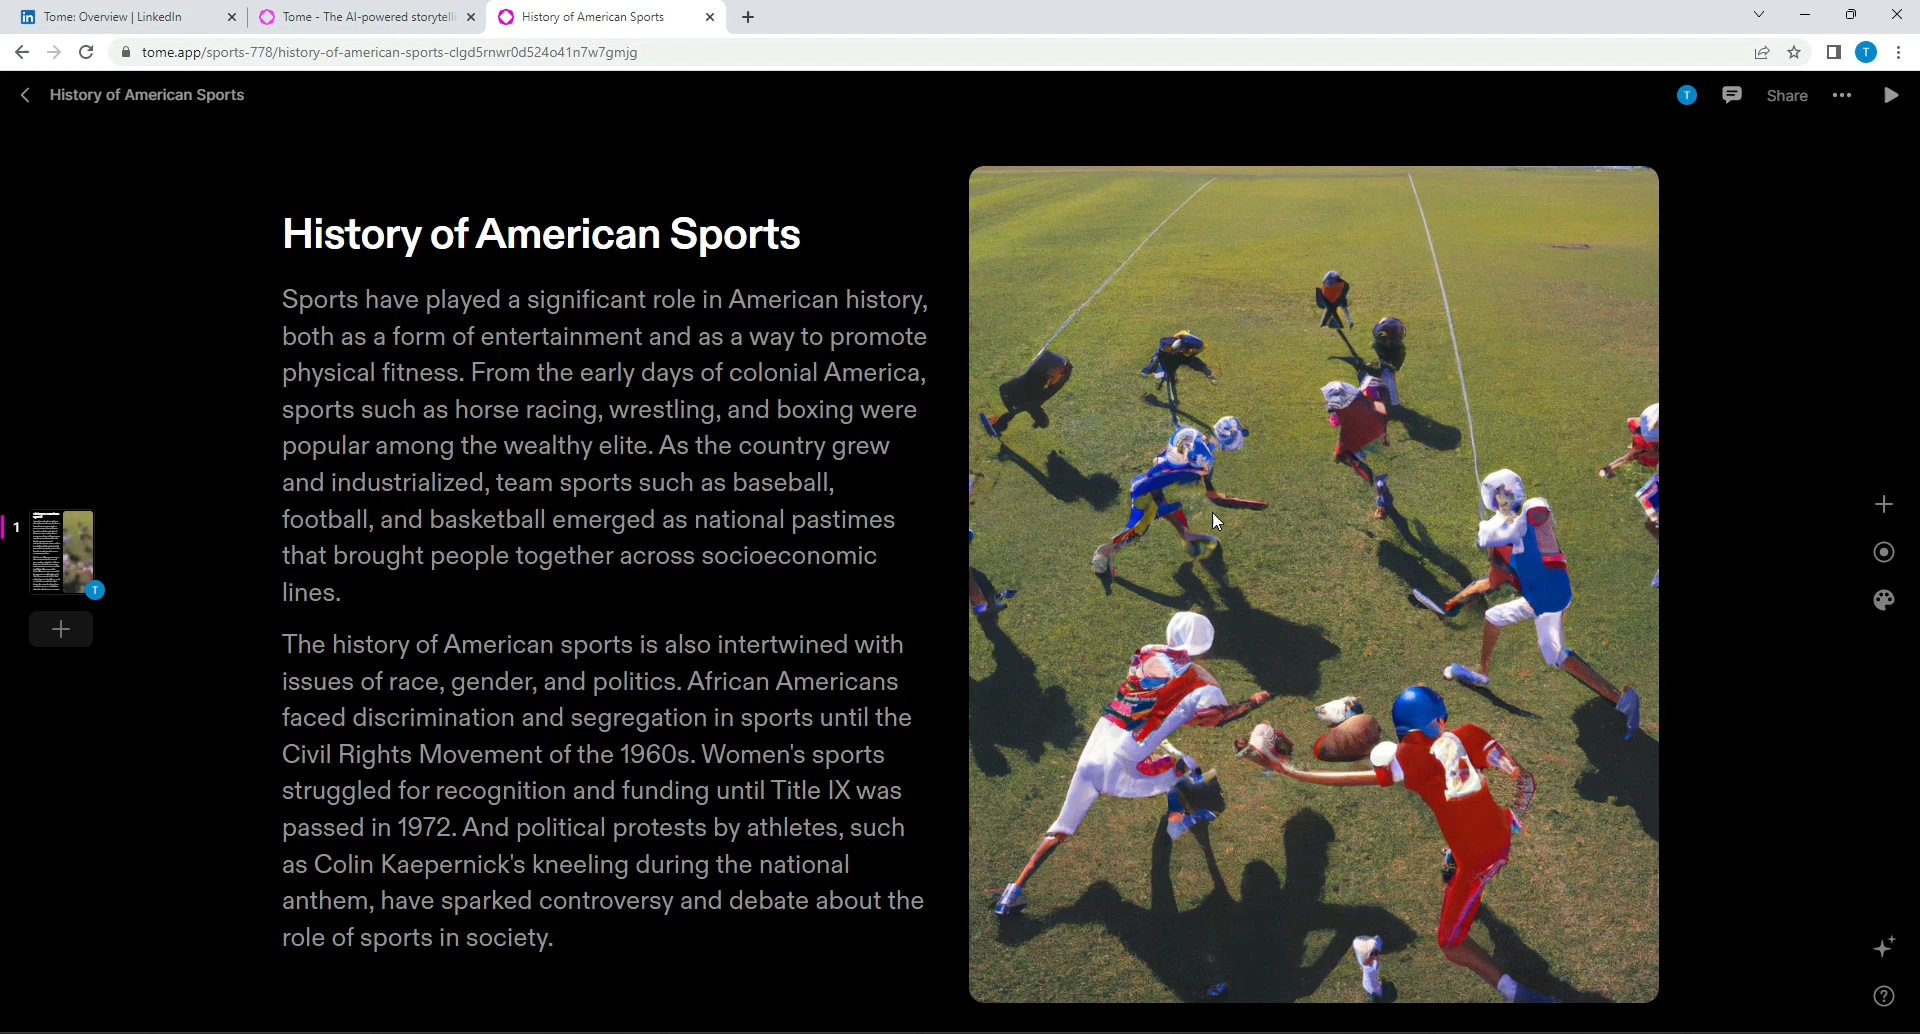 Tome: Overview | LinkedIn
Tome - The AI-powered storytelli
History of American Sports
tome.app/sports-778/history-of-american-sports-clgd5rnwr0d524o41n7w7gmjg
T
History of American Sports
T
Share
History of American Sports
Sports have played a significant role in American history,
both as a form of entertainment and as a way to promote
physical fitness. From the early days of colonial America,
sports such as horse racing, wrestling, and boxing were
popular among the wealthy elite. As the country grew
and industrialized, team sports such as baseball,
football, and basketball emerged as national pastimes
that brought people together across socioeconomic
lines.
The history of American sports is also intertwined with
issues of race, gender, and politics. African Americans
faced discrimination and segregation in sports until the
Civil Rights Movement of the 1960s. Women's sports
struggled for recognition and funding until Title IX was
passed in 1972. And political protests by athletes, such
as Colin Kaepernick's kneeling during the national
anthem, have sparked controversy and debate about the
role of sports in society.
1
T